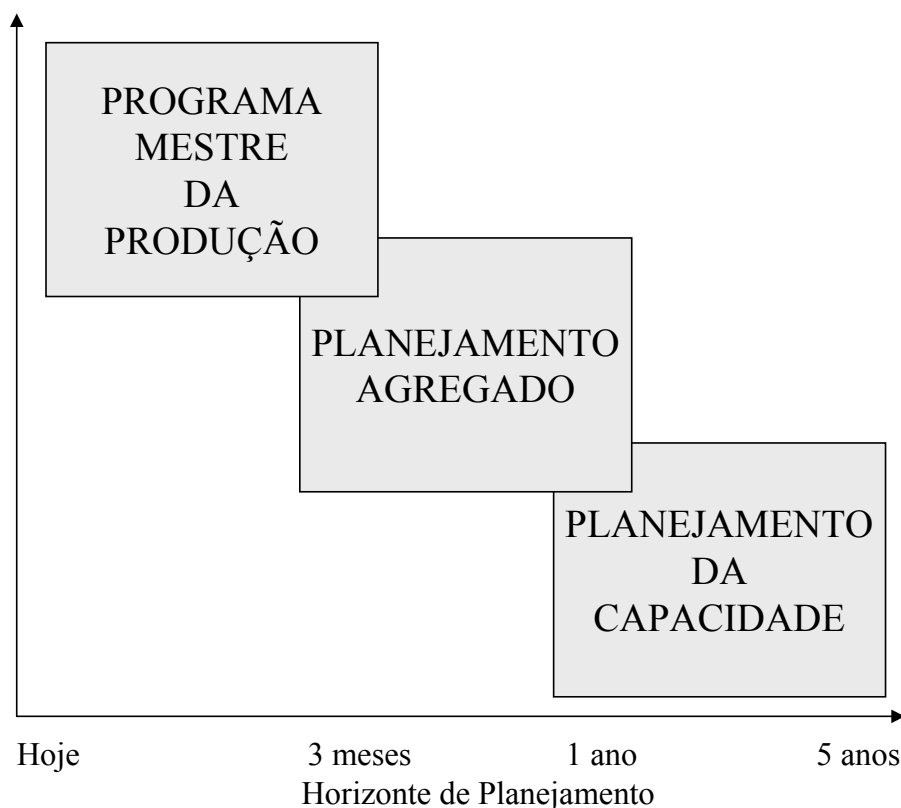 PROGRAMA
MESTRE
DA
PRODUÇÃO
PLANEJAMENTO
AGREGADO
PLANEJAMENTO
DA
CAPACIDADE
Hoje 3 meses 1 ano 5 anos
Horizonte de Planejamento